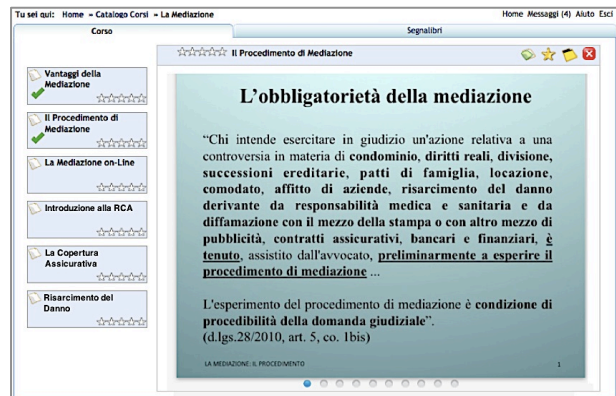 Tu sei qui: Home » Catalogo Corsi » La Mediazione
Home Messaggi (4) Aiuto Esci
Corso
Segnalibri
Vantaggi della
Mediazione
Il Procedimento di
Mediazione
La Mediazione on-Line
Introduzione alla RCA
La Copertura
Assicurativa
Risarcimento del
Danno
Il Procedimento di Mediazione
L'obbligatorietà della mediazione
“Chi intende esercitare in giudizio un'azione relativa a una
controversia in materia di condominio, diritti reali, divisione,
successioni ereditarie, patti di famiglia, locazione,
comodato, affitto di aziende, risarcimento del danno
derivante da responsabilità medica e sanitaria e da
diffamazione con il mezzo della stampa o con altro mezzo di
pubblicità, contratti assicurativi, bancari e finanziari, è
tenuto, assistito dall'avvocato, preliminarmente a esperire il
procedimento di mediazione ...
L'esperimento del procedimento di mediazione è condizione di
procedibilità della domanda giudiziale”.
(d.lgs.28/2010, art. 5, co. 1bis)
LA MEDIAZIONE: IL PROCEDIMENTO
1